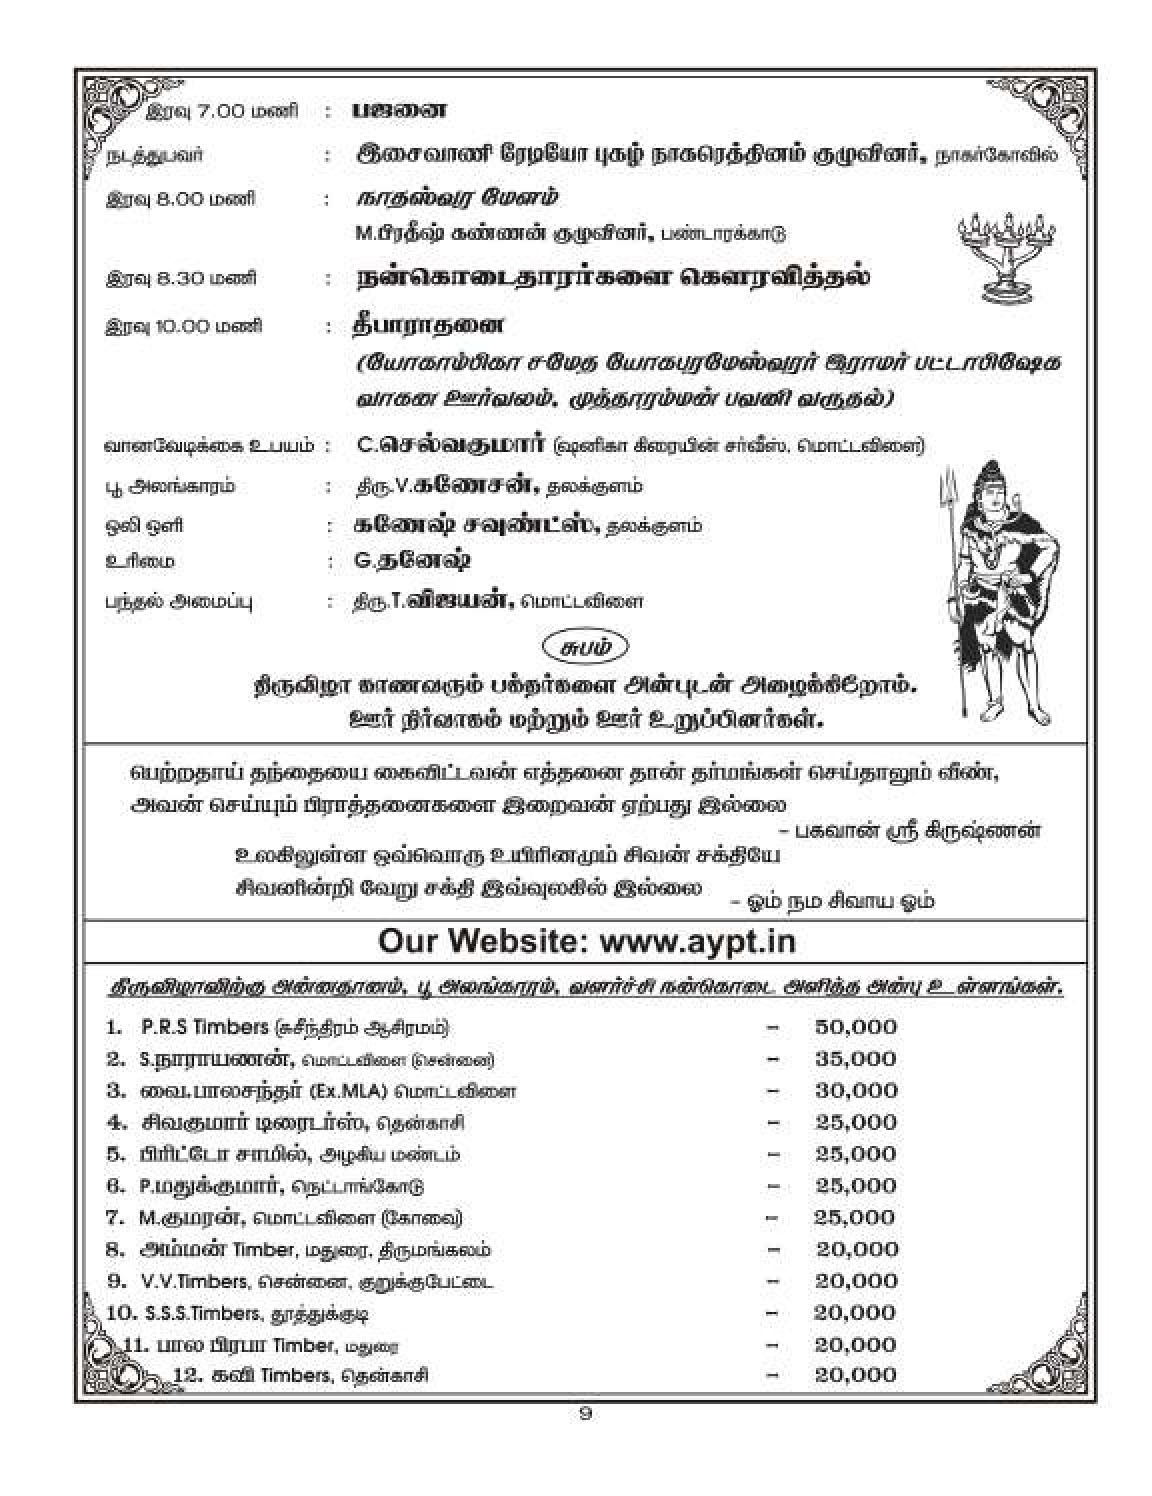 இரவு 7.00 மணி : பஜனை
நடத்துபவர் : இசைவாணி ரேடியோ புகழ் நாகரெத்தினம் குழுவினர், நாகர்கோவில்
இரவு 8.00 மணி : நாதஸ்வர மேளம்
M.பிரதீஷ் கண்ணன் குழுவினர், பண்டாரக்காடு
இரவு 8.30 மணி : நன்கொடைதாரர்களை கௌரவித்தல்
இரவு 10.00 மணி : தீபாராதனை
(யோகாம்பிகா சமேத யோகபரமேஸ்வரர் இராமர் பட்டாபிஷேக
வாகன ஊர்வலம், முத்தாரம்மன் பவனி வருதல்)
வானவேடிக்கை உபயம் : C.செல்வகுமார் (ஷனிகா கிரையின் சர்வீஸ், மொட்டவிளை)
பூ அலங்காரம் : திரு.V.கணேசன், தலக்குளம்
ஒலி ஒளி : கணேஷ் சவுண்ட்ஸ், தலக்குளம்
உரிமை : G.தனேஷ்
பந்தல் அமைப்பு : திரு.T.விஜயன், மொட்டவிளை
சுபம்
திருவிழா காணவரும் பக்தர்களை அன்புடன் அழைக்கிறோம்.
ஊர் நிர்வாகம் மற்றும் ஊர் உறுப்பினர்கள்.
பெற்றதாய் தந்தையை கைவிட்டவன் எத்தனை தான் தர்மங்கள் செய்தாலும் வீண்,
அவன் செய்யும் பிராத்தனைகளை இறைவன் ஏற்பது இல்லை
– பகவான் ஸ்ரீ கிருஷ்ணன்
உலகிலுள்ள ஒவ்வொரு உயிரினமும் சிவன் சக்தியே
சிவனின்றி வேறு சக்தி இவ்வுலகில் இல்லை
– ஓம் நம சிவாய ஓம்
Our Website: www.aypt.in
திருவிழாவிற்கு அன்னதானம், பூ அலங்காரம், வளர்ச்சி நன்கொடை அளித்த அன்பு உள்ளங்கள்.
1. P.R.S Timbers (சுசீந்திரம் ஆசிரமம்) – 50,000
2. S.நாராயணன், மொட்டவிளை (சென்னை) – 35,000
3. வை.பாலசந்தர் (Ex.MLA) மொட்டவிளை – 30,000
4. சிவகுமார் டிரைடர்ஸ், தென்காசி – 25,000
5. பிரிட்டோ சாமில், அழகிய மண்டம் – 25,000
6. P.மதுக்குமார், நெட்டாங்கோடு – 25,000
7. M.குமரன், மொட்டவிளை (கோவை) – 25,000
8. அம்மன் Timber, மதுரை, திருமங்கலம் – 20,000
9. V.V.Timbers, சென்னை, குறுக்குபேட்டை – 20,000
10. S.S.S.Timbers, தூத்துக்குடி – 20,000
11. பால பிரபா Timber, மதுரை – 20,000
12. கவி Timbers, தென்காசி – 20,000
9